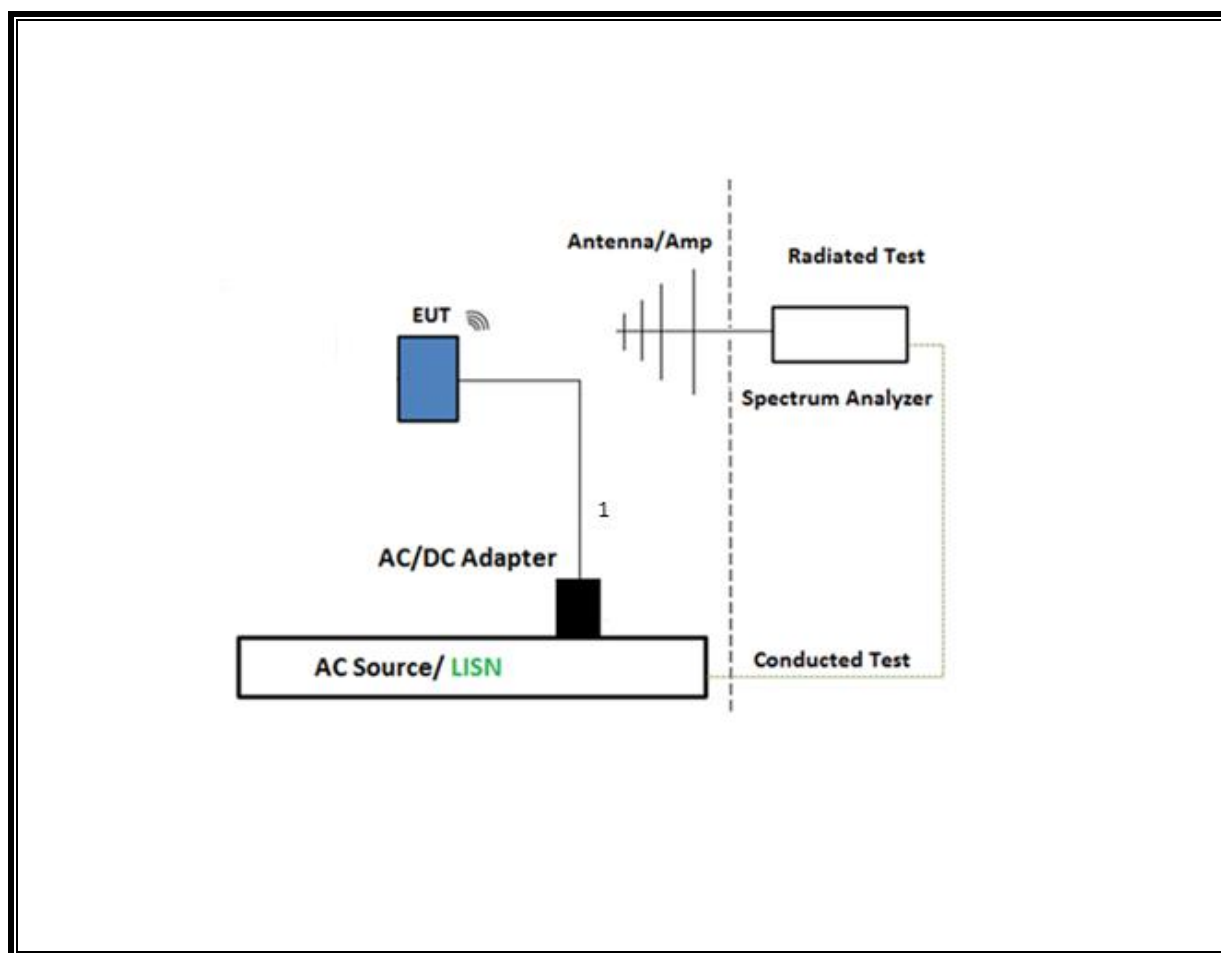 Antenna/Amp
Radiated Test
EUT
Spectrum Analyzer
1
AC/DC Adapter
AC Source/ LISN
Conducted Test